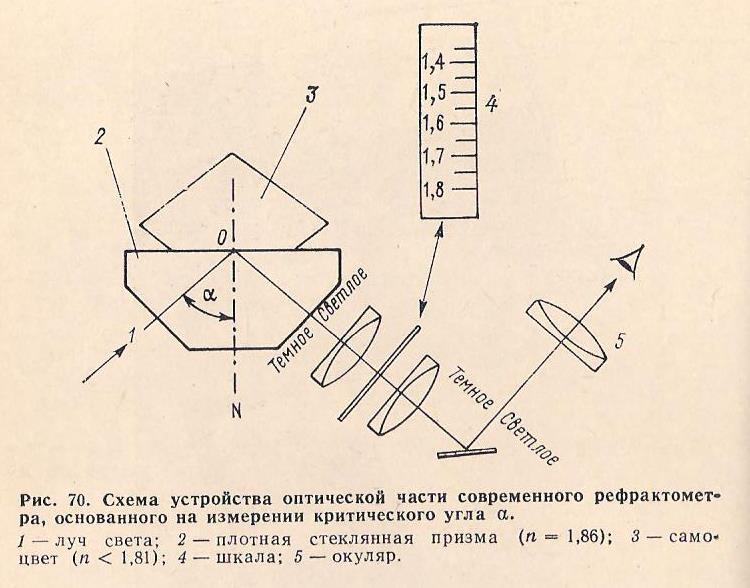 1,4
1,5
1,6
1,7
1,8
4
3
2
O
α
1
N
Темное Светлое
Темное Светлое
5
Рис. 70. Схема устройства оптической части современного рефрактомет-
ра, основанного на измерении критического угла α.
1 — луч света; 2 — плотная стеклянная призма (n = 1,86); 3 — само-
цвет (n < 1,81); 4 — шкала; 5 — окуляр.